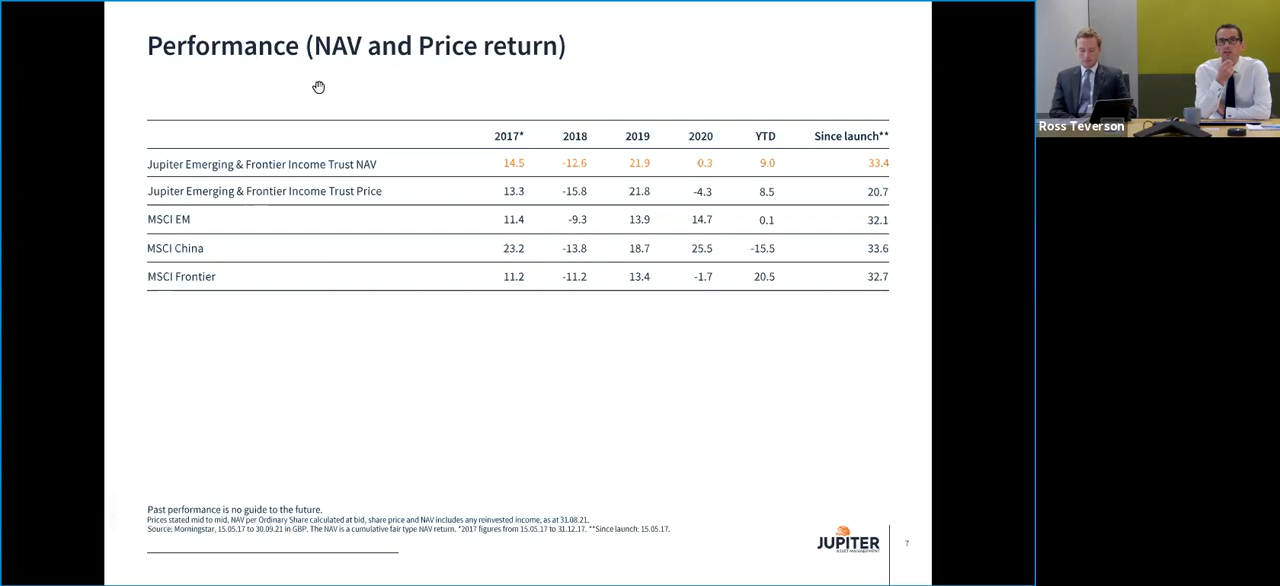 Performance (NAV and Price return)
2017* 2018 2019 2020 YTD Since launch**
Jupiter Emerging & Frontier Income Trust NAV 14.5 -12.6 21.9 0.3 9.0 33.4
Jupiter Emerging & Frontier Income Trust Price 13.3 -15.8 21.8 -4.3 8.5 20.7
MSCI EM 11.4 -9.3 13.9 14.7 0.1 32.1
MSCI China 23.2 -13.8 18.7 25.5 -15.5 33.6
MSCI Frontier 11.2 -11.2 13.4 -1.7 20.5 32.7
Past performance is no guide to the future.
Prices stated mid to mid, NAV per Ordinary Share calculated at bid, share price and NAV includes any reinvested income, as at 31.08.21.
Source: Morningstar, 15.05.17 to 30.09.21 in GBP. The NAV is a cumulative fair type NAV return. *2017 figures from 15.05.17 to 31.12.17. **Since launch: 15.05.17.
JUPITER
ASSET MANAGEMENT
7
Ross Teverson